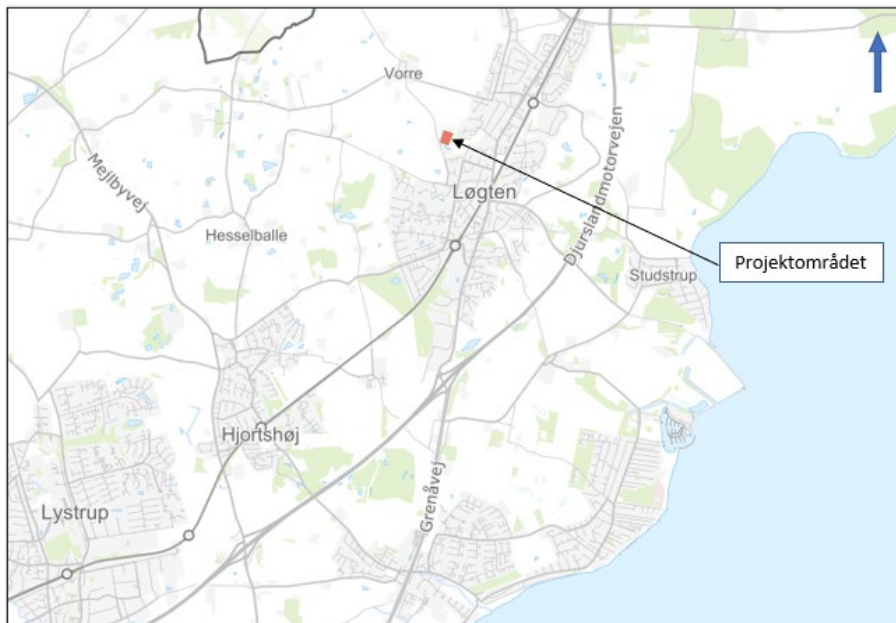 Vorre
Mejlbyvej
Løgten
Djurslandmotorvejen
Hesselballe
Projektområdet
Studstrup
Hjortshøj
Grenåvej
Lystrup